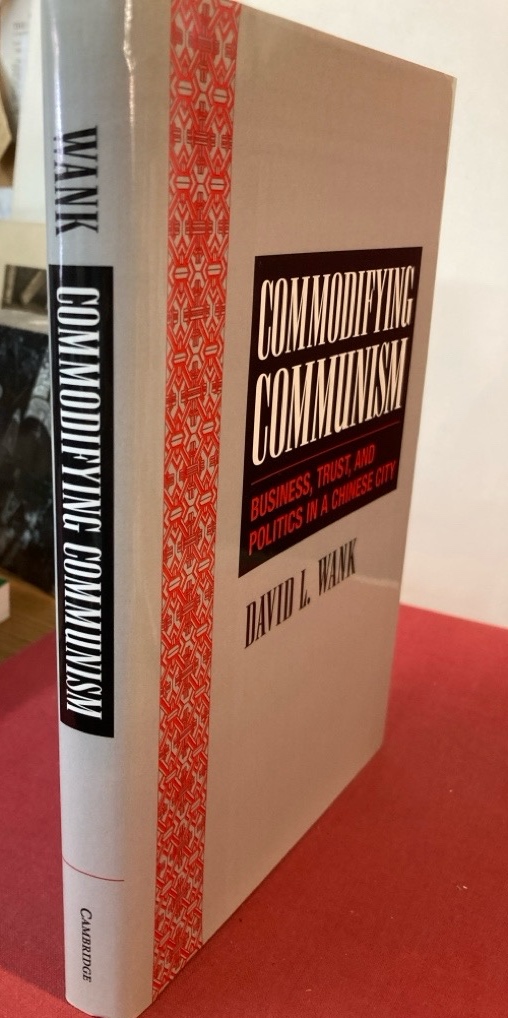 WANK
COMMODIFYING COMMUNISM
CAMBRIDGE
COMMODIFYING
COMMUNISM
BUSINESS, TRUST, AND
POLITICS IN A CHINESE CITY
DAVID L. WANK